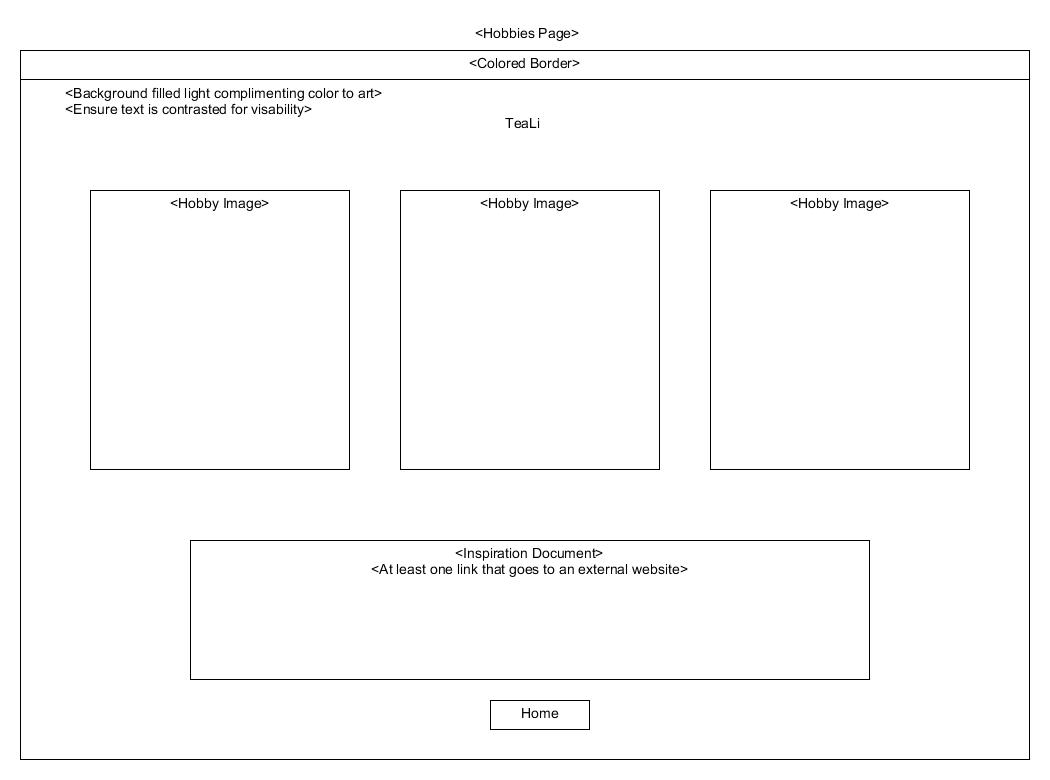 <Hobbies Page>
<Colored Border>
<Background filled light complimenting color to art>
<Ensure text is contrasted for visability>
TeaLi
<Hobby Image>
<Hobby Image>
<Hobby Image>
<Inspiration Document>
<At least one link that goes to an external website>
Home